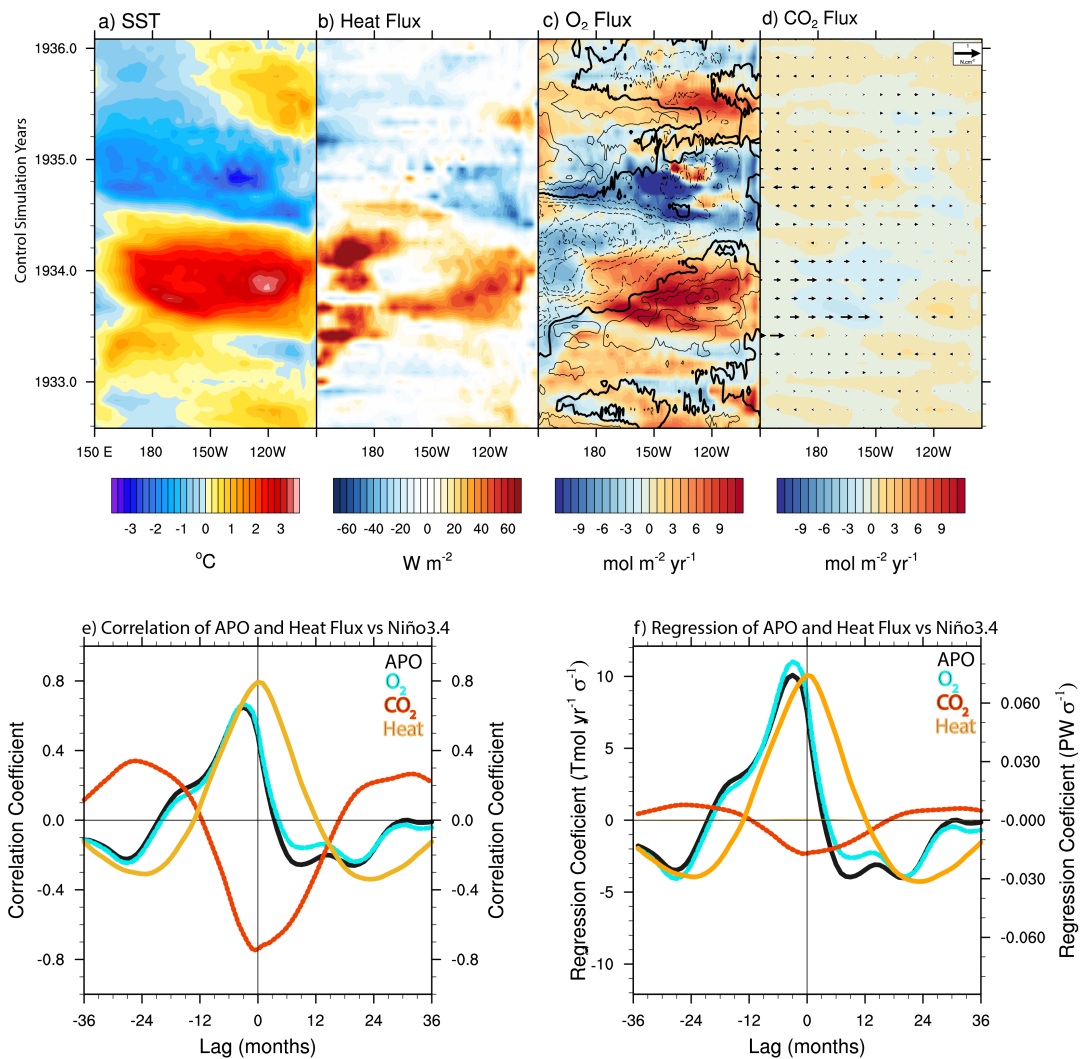 a) SST
b) Heat Flux
c) O2 Flux
d) CO2 Flux
Control Simulation Years
1936.0
1935.0
1934.0
1933.0
150 E 180 150W 120W
180 150W 120W
180 150W 120W
180 150W 120W
-3 -2 -1 0 1 2 3
-60 -40 -20 0 20 40 60
-9 -6 -3 0 3 6 9
-9 -6 -3 0 3 6 9
oC
W m-2
mol m-2 yr-1
mol m-2 yr-1
e) Correlation of APO and Heat Flux vs Niño3.4
APO
O2
CO2
Heat
Correlation Coefficient
0.8
0.4
0.0
-0.4
-0.8
0.8
0.4
0.0
-0.4
-0.8
Correlation Coefficient
-36 -24 -12 0 12 24 36
Lag (months)
f) Regression of APO and Heat Flux vs Niño3.4
APO
O2
CO2
Heat
Regression Coefficient (Tmol yr-1 σ-1)
10
5
0
-5
-10
0.060
0.030
-0.000
-0.030
-0.060
Regression Coefficient (PW σ-1)
-36 -24 -12 0 12 24 36
Lag (months)